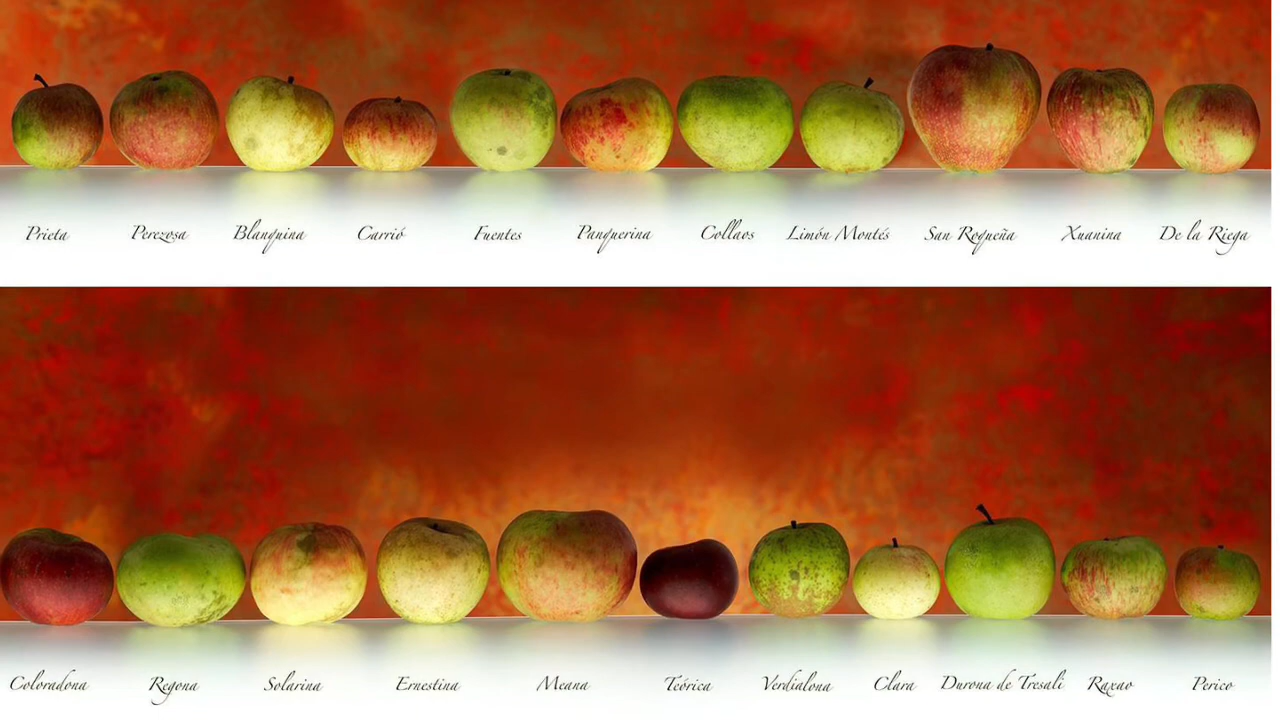 Prieta Perezosa Blanquina Carrió Fuentes Panquerina Collaos Limón Montés San Roqueña Xuanina De la Riega
Coloradona Regona Solarina Ernestina Meana Teórica Verdialona Clara Durona de Tresali Raxao Perico